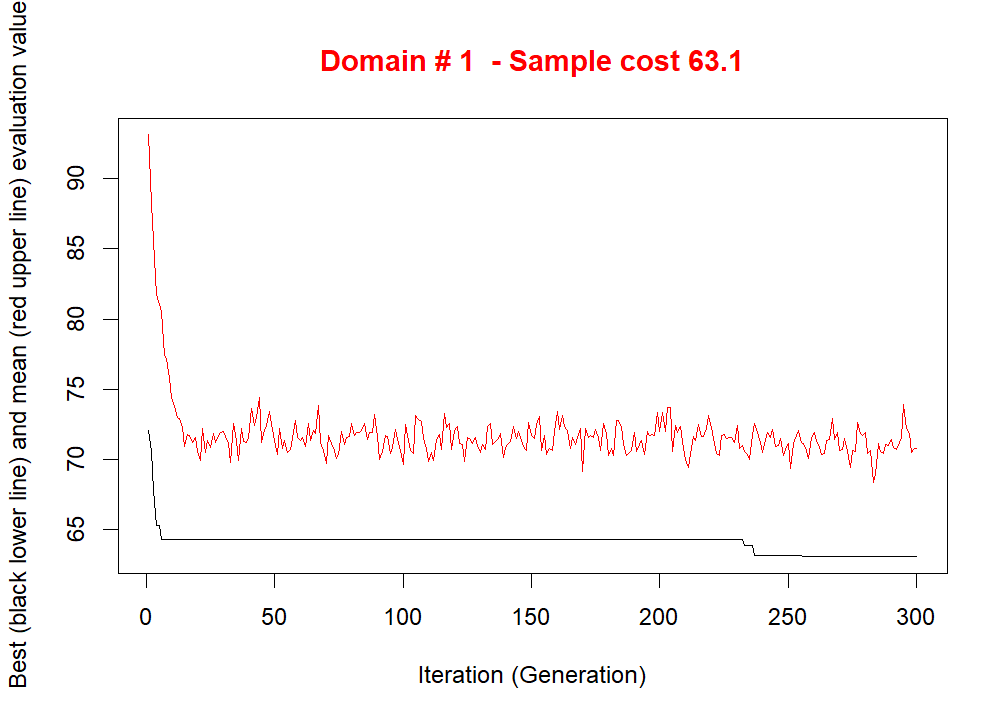 Domain # 1  - Sample cost 63.1
Best (black lower line) and mean (red upper line) evaluation value
90
85
80
75
70
65
0 50 100 150 200 250 300
Iteration (Generation)